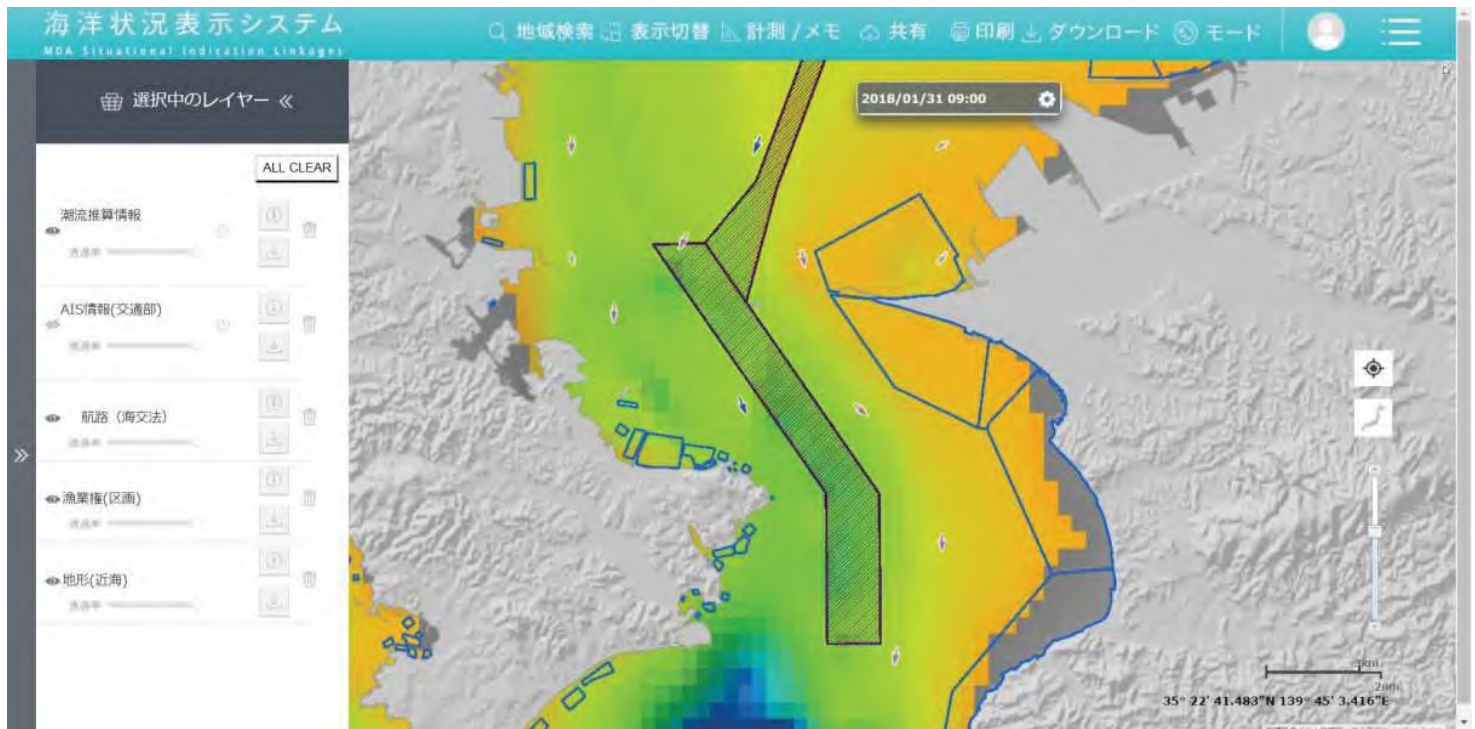 海洋状況表示システム
MDA Situational Indication Linkages
地域検索 表示切替 計測 /メモ 共有 印刷 ダウンロード モード
選択中のレイヤー «
2018/01/31 09:00
ALL CLEAR
潮流推算情報
透過率
AIS情報(交通部)
透過率
航路（海交法）
透過率
»
漁業権(区画)
透過率
地形(近海)
透過率
35° 22' 41.483"N 139° 45' 3.416"E